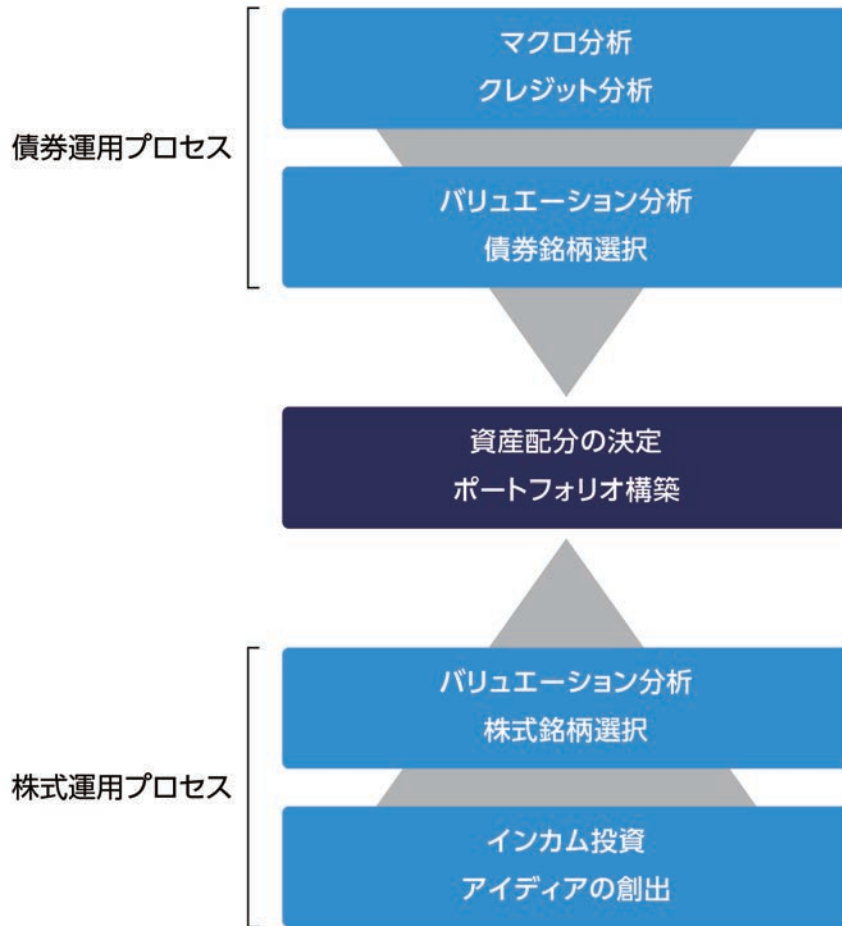 マクロ分析
クレジット分析
債券運用プロセス
バリュエーション分析
債券銘柄選択
資産配分の決定
ポートフォリオ構築
バリュエーション分析
株式銘柄選択
株式運用プロセス
インカム投資
アイディアの創出